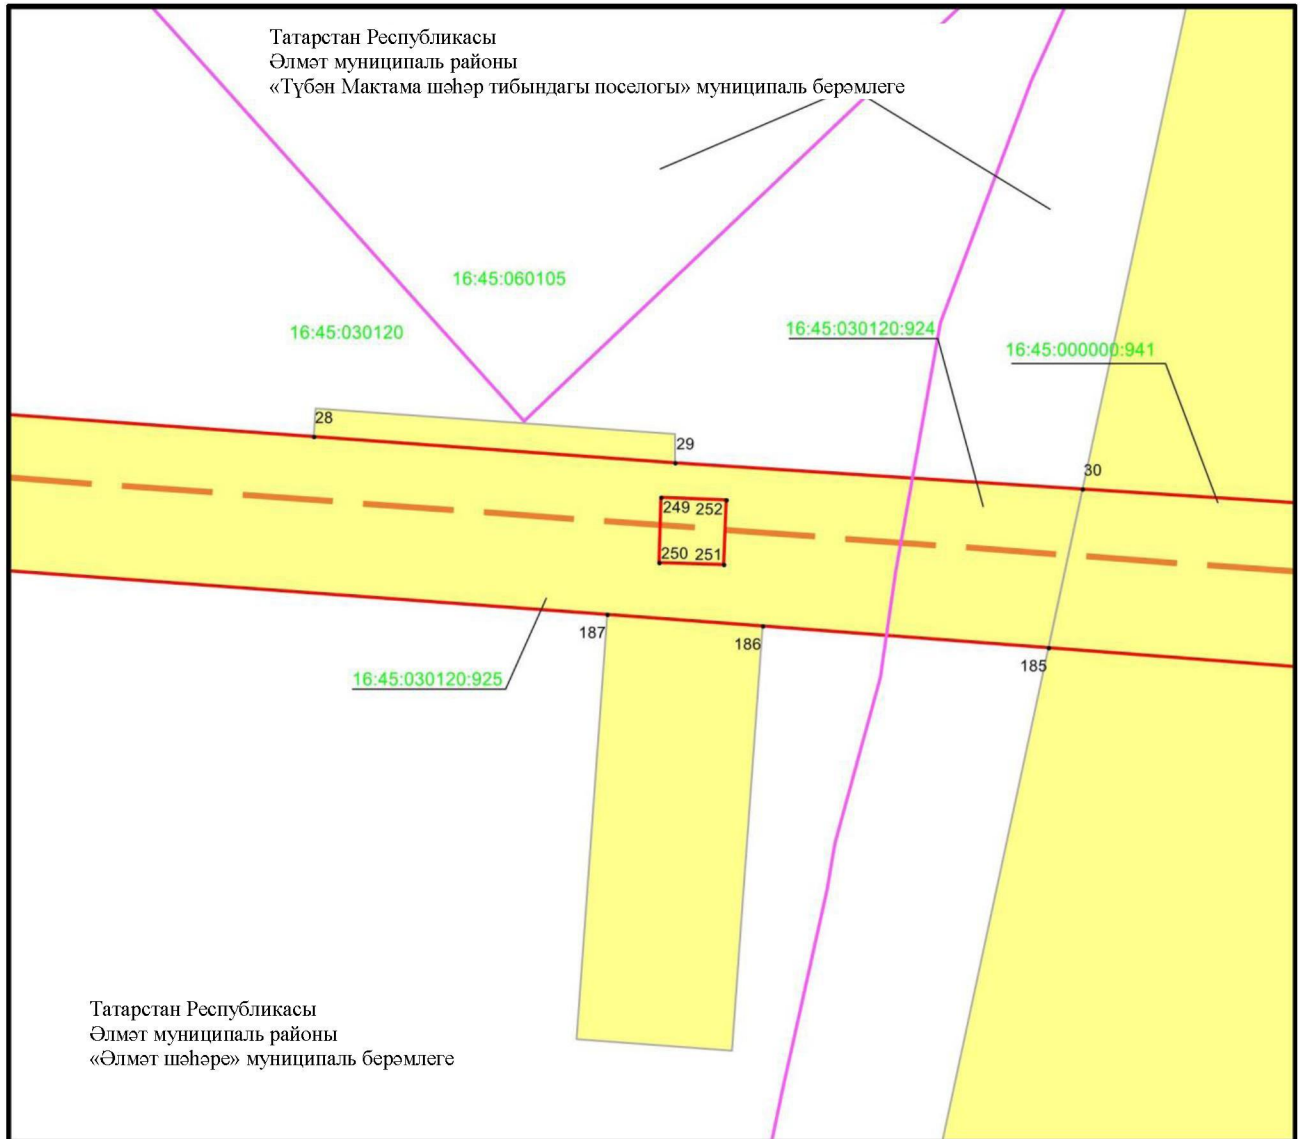 Татарстан Республикасы
Әлмәт муниципаль районы
«Түбән Мактама шәһәр тибындагы поселогы» муниципаль берәмлеге
16:45:060105
16:45:030120
16:45:030120:924
16:45:000000:941
28
29
30
249 252
250 251
187
186
185
16:45:030120:925
Татарстан Республикасы
Әлмәт муниципаль районы
«Әлмәт шәһәре» муниципаль берәмлеге